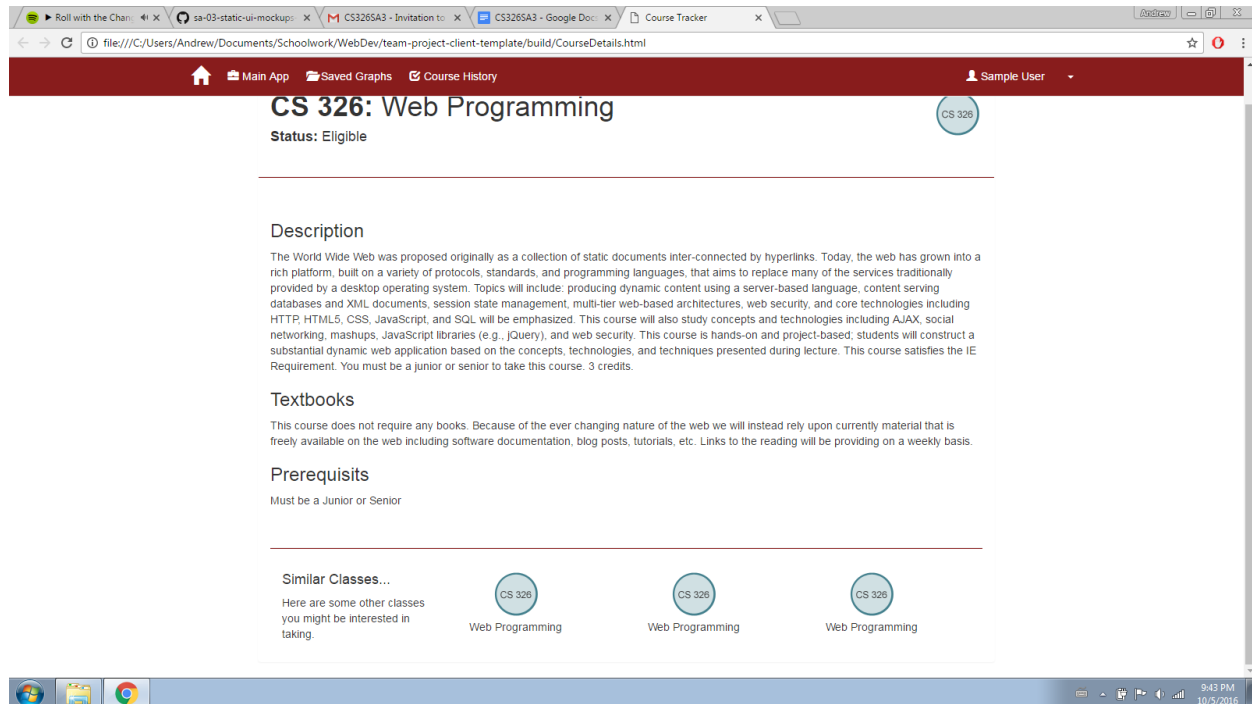 Roll with the Chan
sa-03-static-ui-mockups
CS326SA3 - Invitation to
CS326SA3 - Google Doc
Course Tracker
Andrew
file:///C:/Users/Andrew/Documents/Schoolwork/WebDev/team-project-client-template/build/CourseDetails.html
Main App Saved Graphs Course History Sample User
CS 326: Web Programming
CS 326
Status: Eligible
Description
The World Wide Web was proposed originally as a collection of static documents inter-connected by hyperlinks. Today, the web has grown into a
rich platform, built on a variety of protocols, standards, and programming languages, that aims to replace many of the services traditionally
provided by a desktop operating system. Topics will include: producing dynamic content using a server-based language, content serving
databases and XML documents, session state management, multi-tier web-based architectures, web security, and core technologies including
HTTP, HTML5, CSS, JavaScript, and SQL will be emphasized. This course will also study concepts and technologies including AJAX, social
networking, mashups, JavaScript libraries (e.g., jQuery), and web security. This course is hands-on and project-based; students will construct a
substantial dynamic web application based on the concepts, technologies, and techniques presented during lecture. This course satisfies the IE
Requirement. You must be a junior or senior to take this course. 3 credits.
Textbooks
This course does not require any books. Because of the ever changing nature of the web we will instead rely upon currently material that is
freely available on the web including software documentation, blog posts, tutorials, etc. Links to the reading will be providing on a weekly basis.
Prerequisits
Must be a Junior or Senior
Similar Classes...
Here are some other classes
you might be interested in
taking.
CS 326
Web Programming
CS 326
Web Programming
CS 326
Web Programming
9:43 PM
10/5/2016